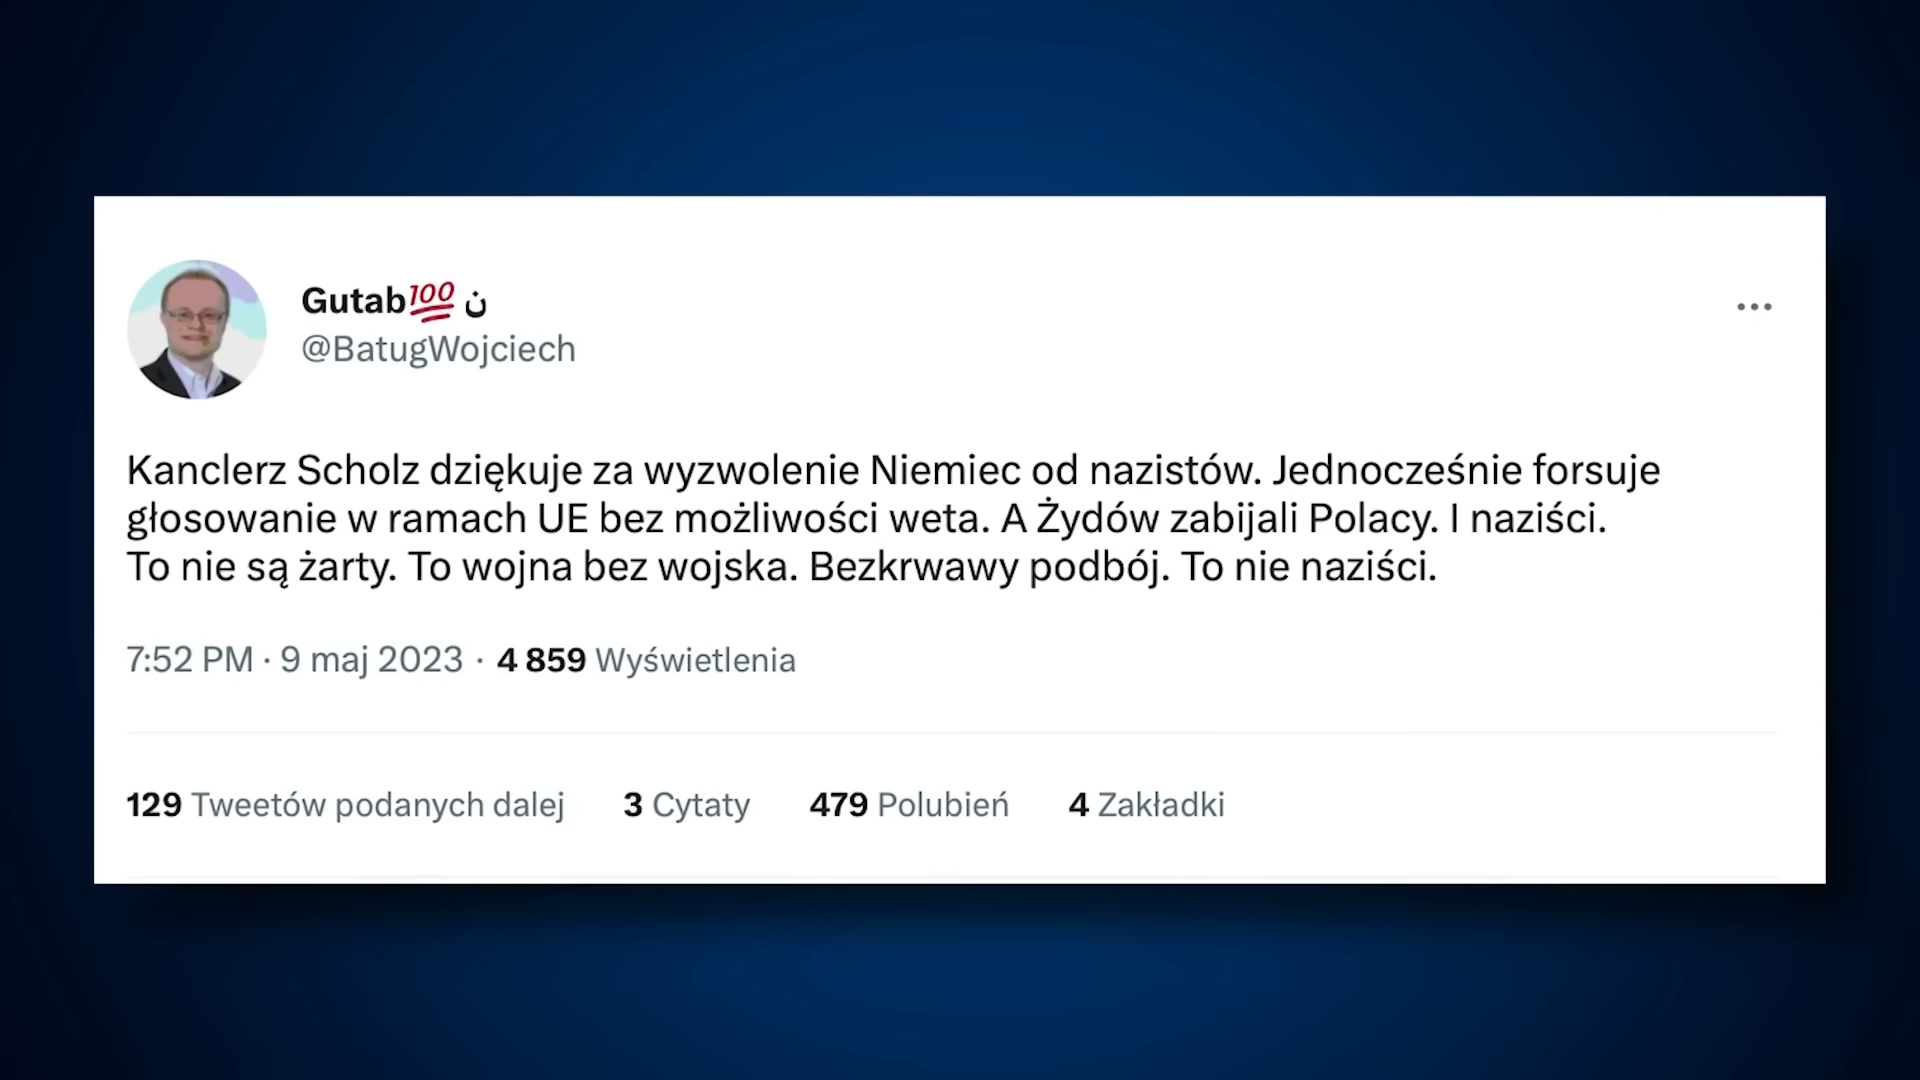 Gutab💯 ن
@BatugWojciech
Kanclerz Scholz dziękuje za wyzwolenie Niemiec od nazistów. Jednocześnie forsuje
głosowanie w ramach UE bez możliwości weta. A Żydów zabijali Polacy. I naziści.
To nie są żarty. To wojna bez wojska. Bezkrwawy podbój. To nie naziści.
7:52 PM · 9 maj 2023 · 4 859 Wyświetlenia
129 Tweetów podanych dalej 3 Cytaty 479 Polubień 4 Zakładki